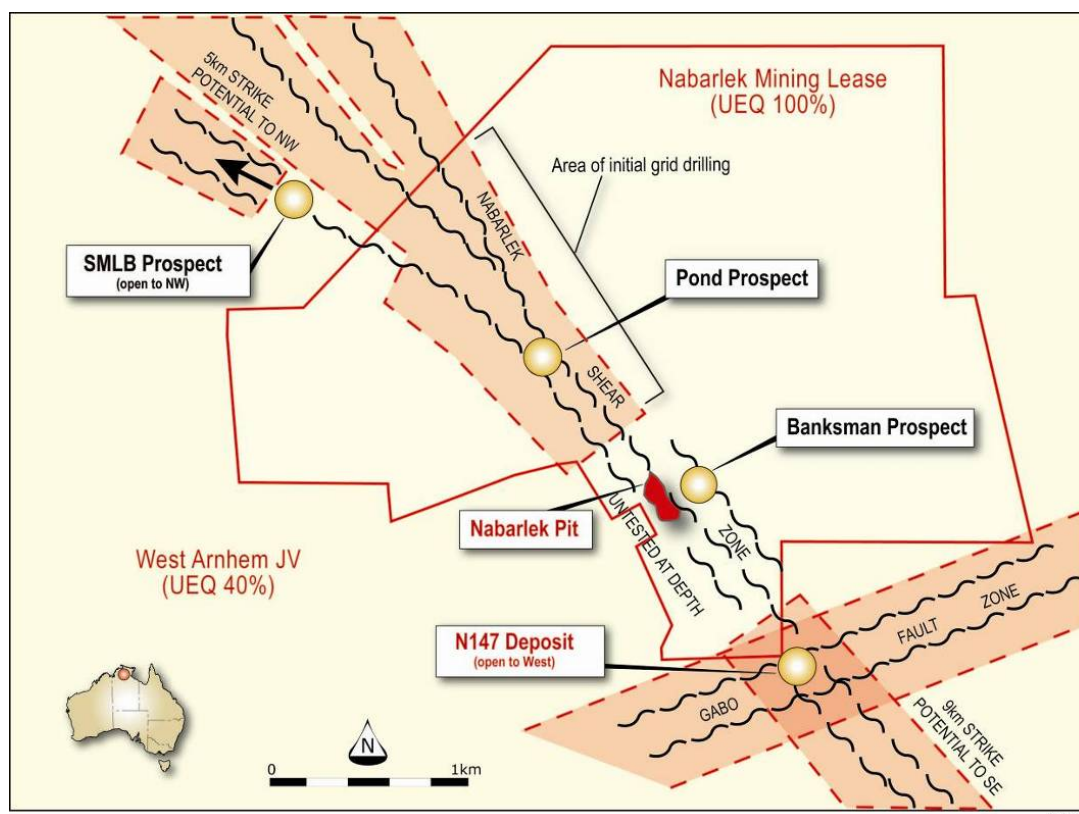 5km STRIKE
POTENTIAL TO NW
Nabarlek Mining Lease
(UEQ 100%)
Area of initial grid drilling
NABARLEK
SMLB Prospect
(open to NW)
Pond Prospect
SHEAR
Banksman Prospect
Nabarlek Pit
UNTESTED AT DEPTH
ZONE
West Arnhem JV
(UEQ 40%)
N147 Deposit
(open to West)
GABO
FAULT
ZONE
9km STRIKE
POTENTIAL TO SE
N
0 1km